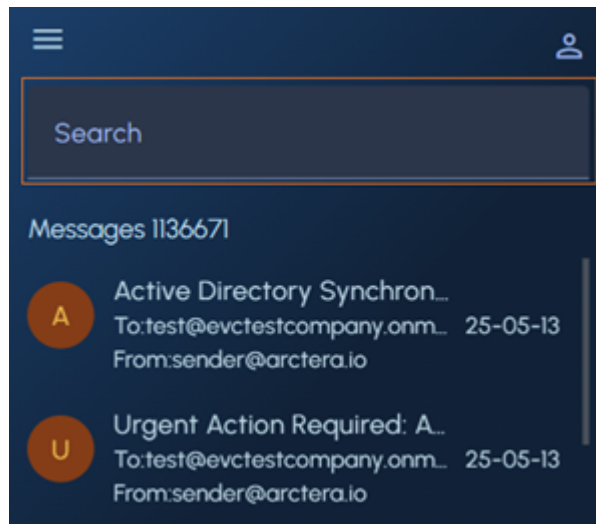 Search
Messages 1136671
A
Active Directory Synchron...
To:test@evctestcompany.onm... 25-05-13
From:sender@arctera.io
U
Urgent Action Required: A...
To:test@evctestcompany.onm... 25-05-13
From:sender@arctera.io